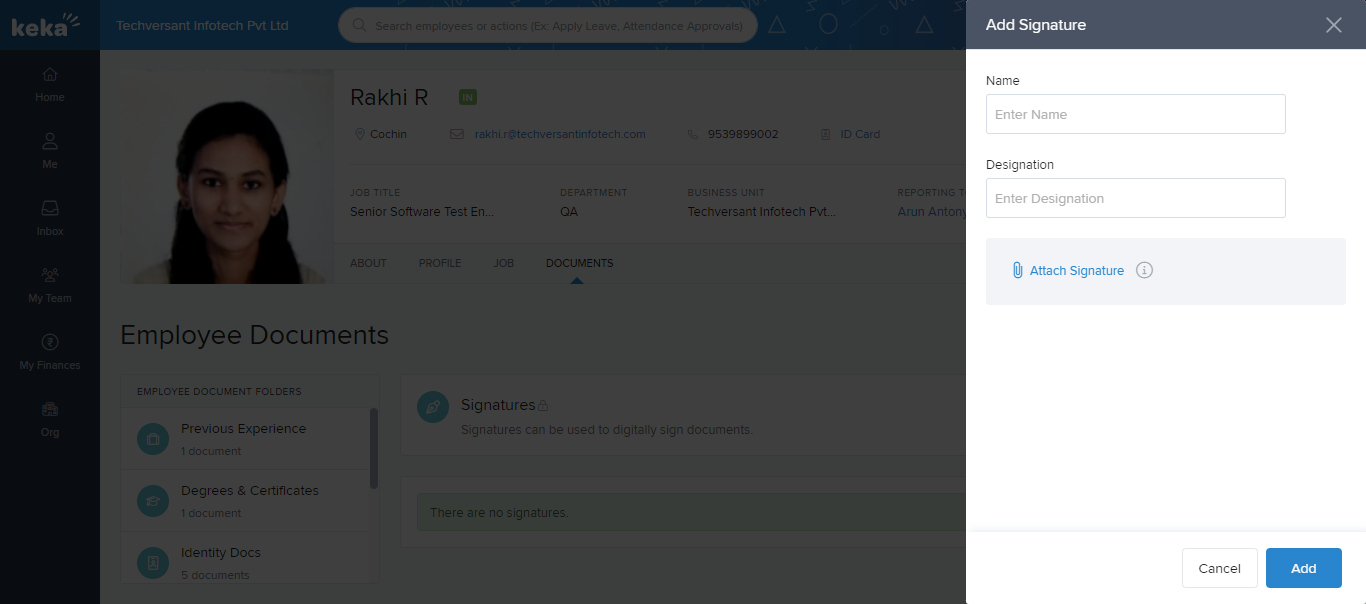 keka
Techversant Infotech Pvt Ltd
Search employees or actions (Ex: Apply Leave, Attendance Approvals)
Add Signature
Home
Me
Inbox
My Team
My Finances
Org
Rakhi R
IN
Cochin
rakhi.r@techversantinfotech.com
9539899002
ID Card
JOB TITLE
Senior Software Test En...
DEPARTMENT
QA
BUSINESS UNIT
Techversant Infotech Pvt...
REPORTING T
Arun Antony
ABOUT
PROFILE
JOB
DOCUMENTS
Employee Documents
EMPLOYEE DOCUMENT FOLDERS
Previous Experience
1 document
Degrees & Certificates
1 document
Identity Docs
5 documents
Signatures
Signatures can be used to digitally sign documents.
There are no signatures.
Name
Enter Name
Designation
Enter Designation
Attach Signature
Cancel
Add